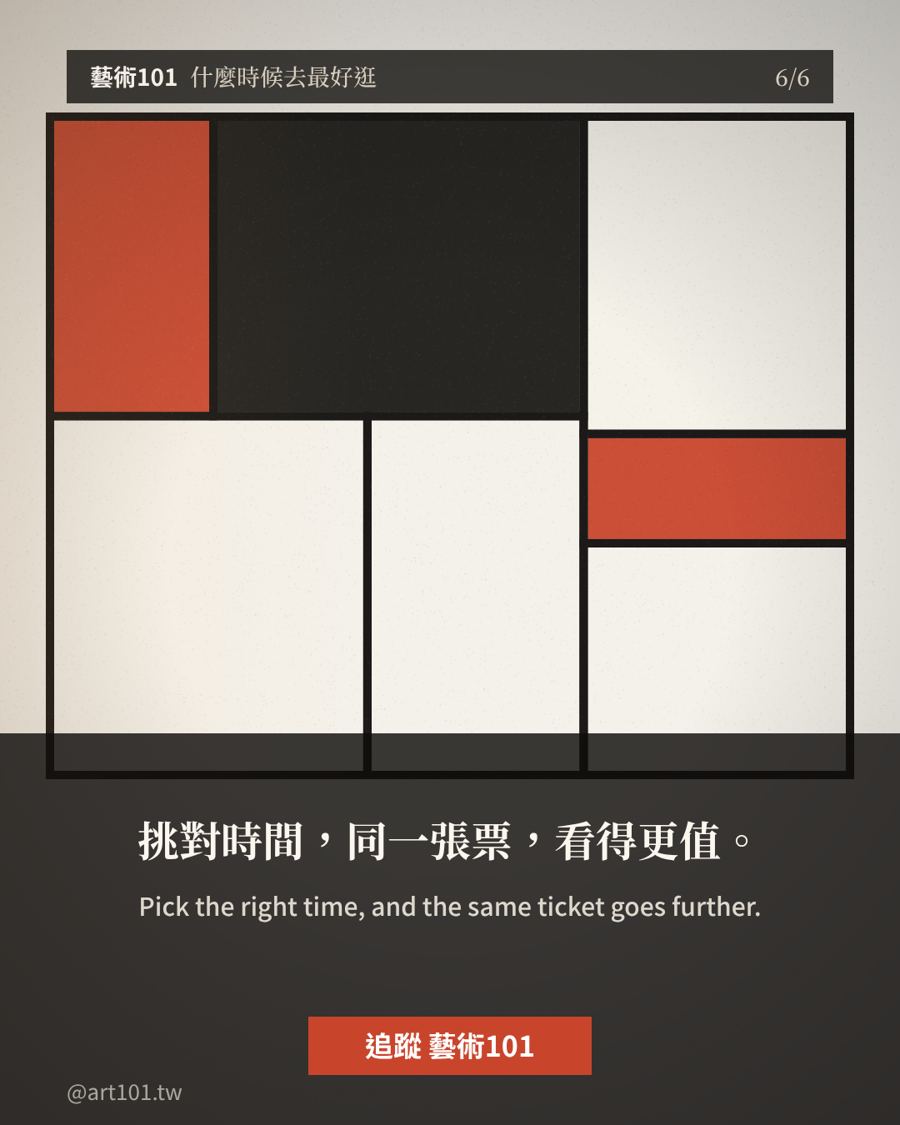 藝術101 什麼時候去最好逛 6/6
挑對時間，同一張票，看得更值。
Pick the right time, and the same ticket goes further.
追蹤 藝術101
@art101.tw